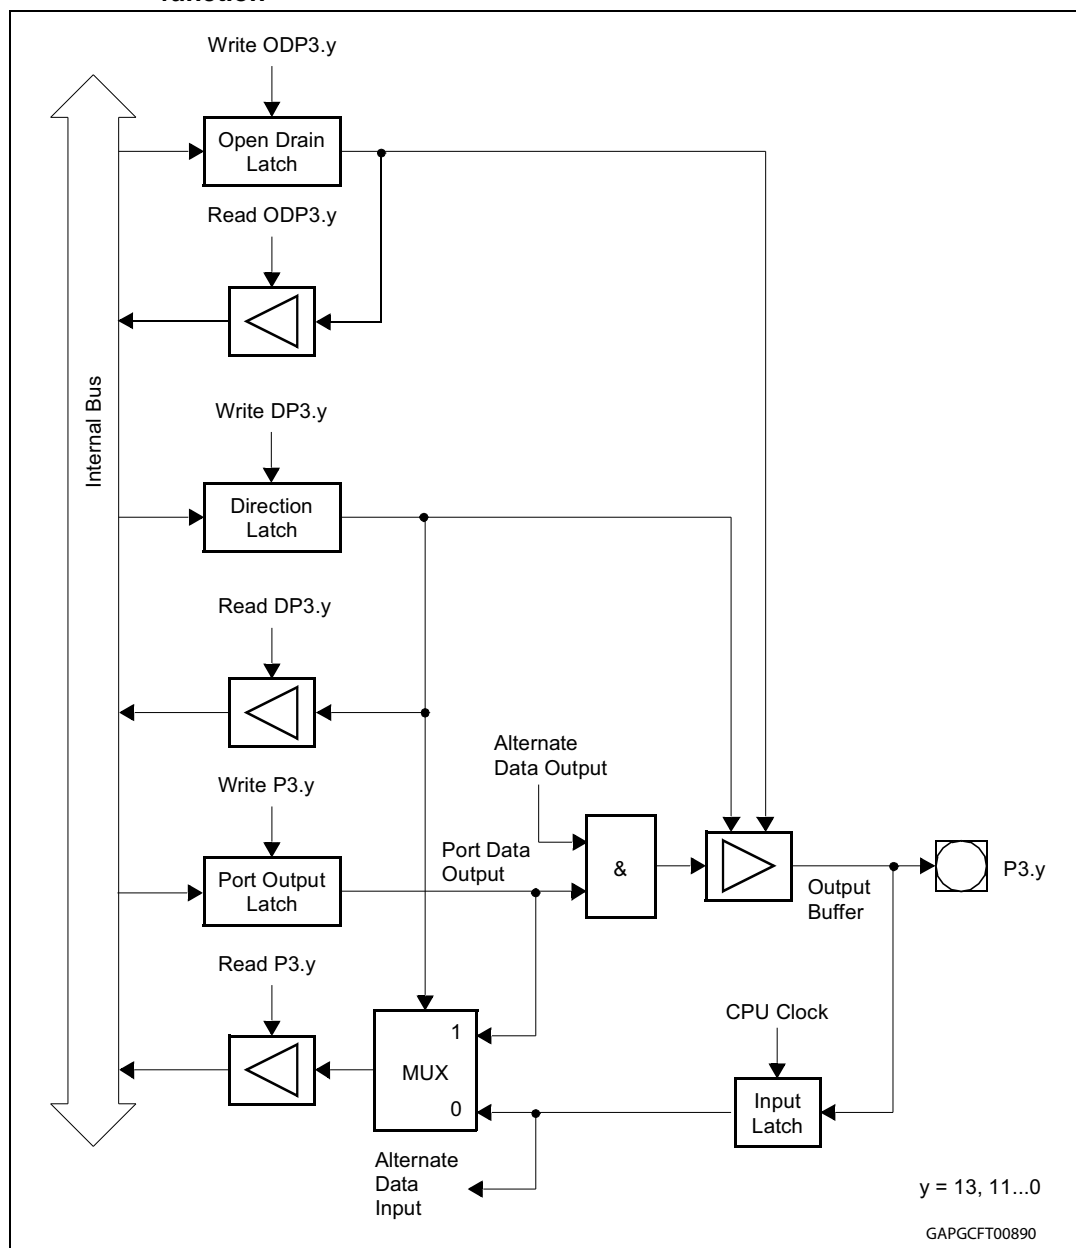 function
Write ODP3.y
Open Drain
Latch
Read ODP3.y
Internal Bus
Write DP3.y
Direction
Latch
Read DP3.y
Alternate
Data Output
Write P3.y
Port Data
Output
&
P3.y
Port Output
Latch
Output
Buffer
Read P3.y
CPU Clock
1
MUX
0
Input
Latch
Alternate
Data
Input
y = 13, 11...0
GAPGCFT00890